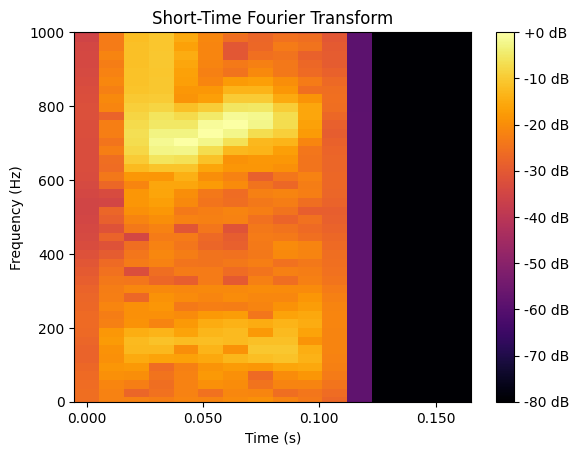 Short-Time Fourier Transform
1000
800
600
400
200
0
Frequency (Hz)
0.000
0.050
0.100
0.150
Time (s)
+0 dB
-10 dB
-20 dB
-30 dB
-40 dB
-50 dB
-60 dB
-70 dB
-80 dB